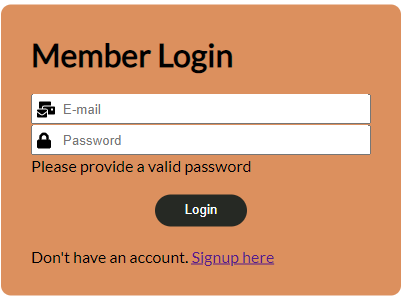 Member Login
E-mail
Password
Please provide a valid password
Login
Don't have an account. Signup here